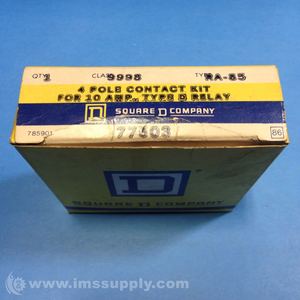 QTY 1 CLASS 9998 TYPE RA-85
4 POLE CONTACT KIT
FOR 10 AMP., TYPE D RELAY
SQUARE D COMPANY
785901
86
D
SQUARE D COMPANY
© www.imssupply.com